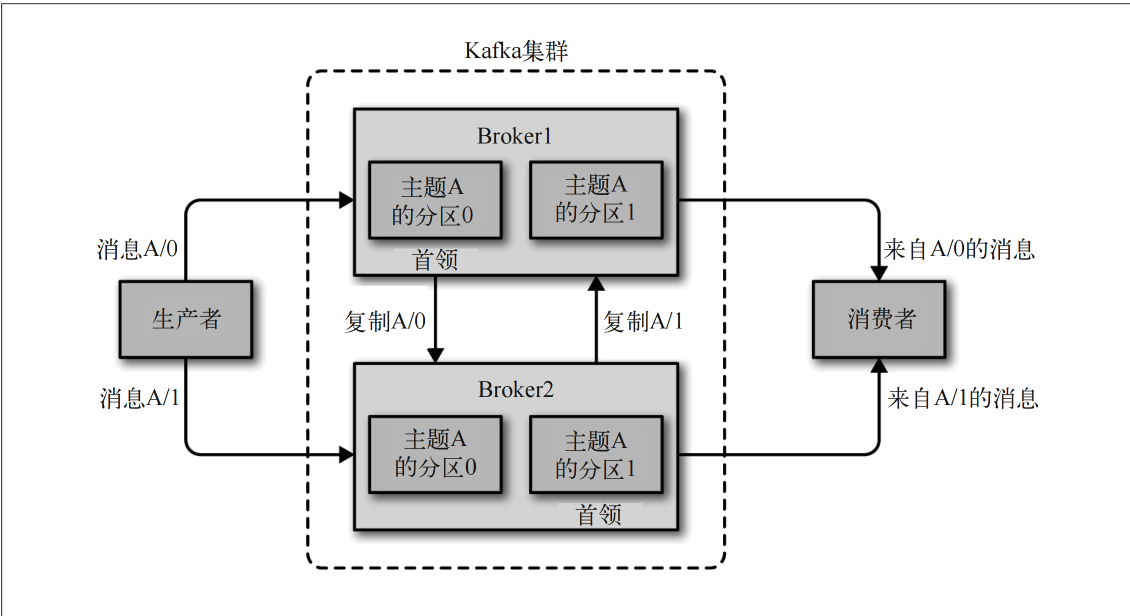 Kafka集群
Broker1
主题A
的分区0
主题A
的分区1
首领
消息A/0
来自A/0的消息
生产者
复制A/0
复制A/1
消费者
消息A/1
来自A/1的消息
Broker2
主题A
的分区0
主题A
的分区1
首领